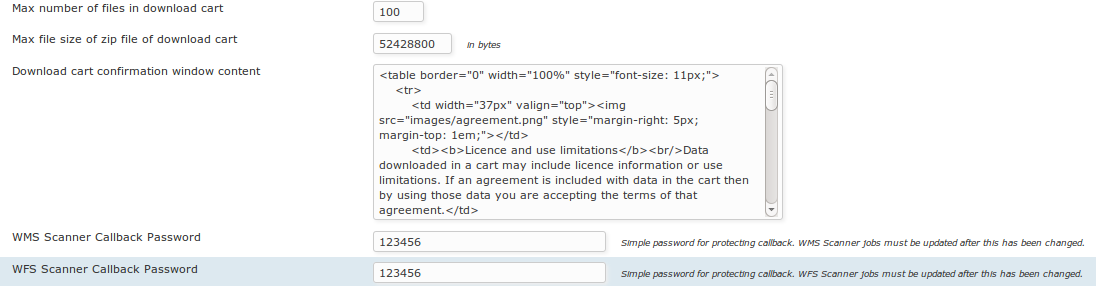 Max number of files in download cart 100
Max file size of zip file of download cart 52428800 in bytes
Download cart confirmation window content <table border="0" width="100%" style="font-size: 11px;">
<tr>
<td width="37px" valign="top"><img
src="images/agreement.png" style="margin-right: 5px;
margin-top: 1em;"></td>
<td><b>Licence and use limitations</b><br/>Data
downloaded in a cart may include licence information or use
limitations. If an agreement is included with data in the cart then
by using those data you are accepting the terms of that
agreement.</td>
WMS Scanner Callback Password 123456 Simple password for protecting callback. WMS Scanner jobs must be updated after this has been changed.
WFS Scanner Callback Password 123456 Simple password for protecting callback. WFS Scanner jobs must be updated after this has been changed.